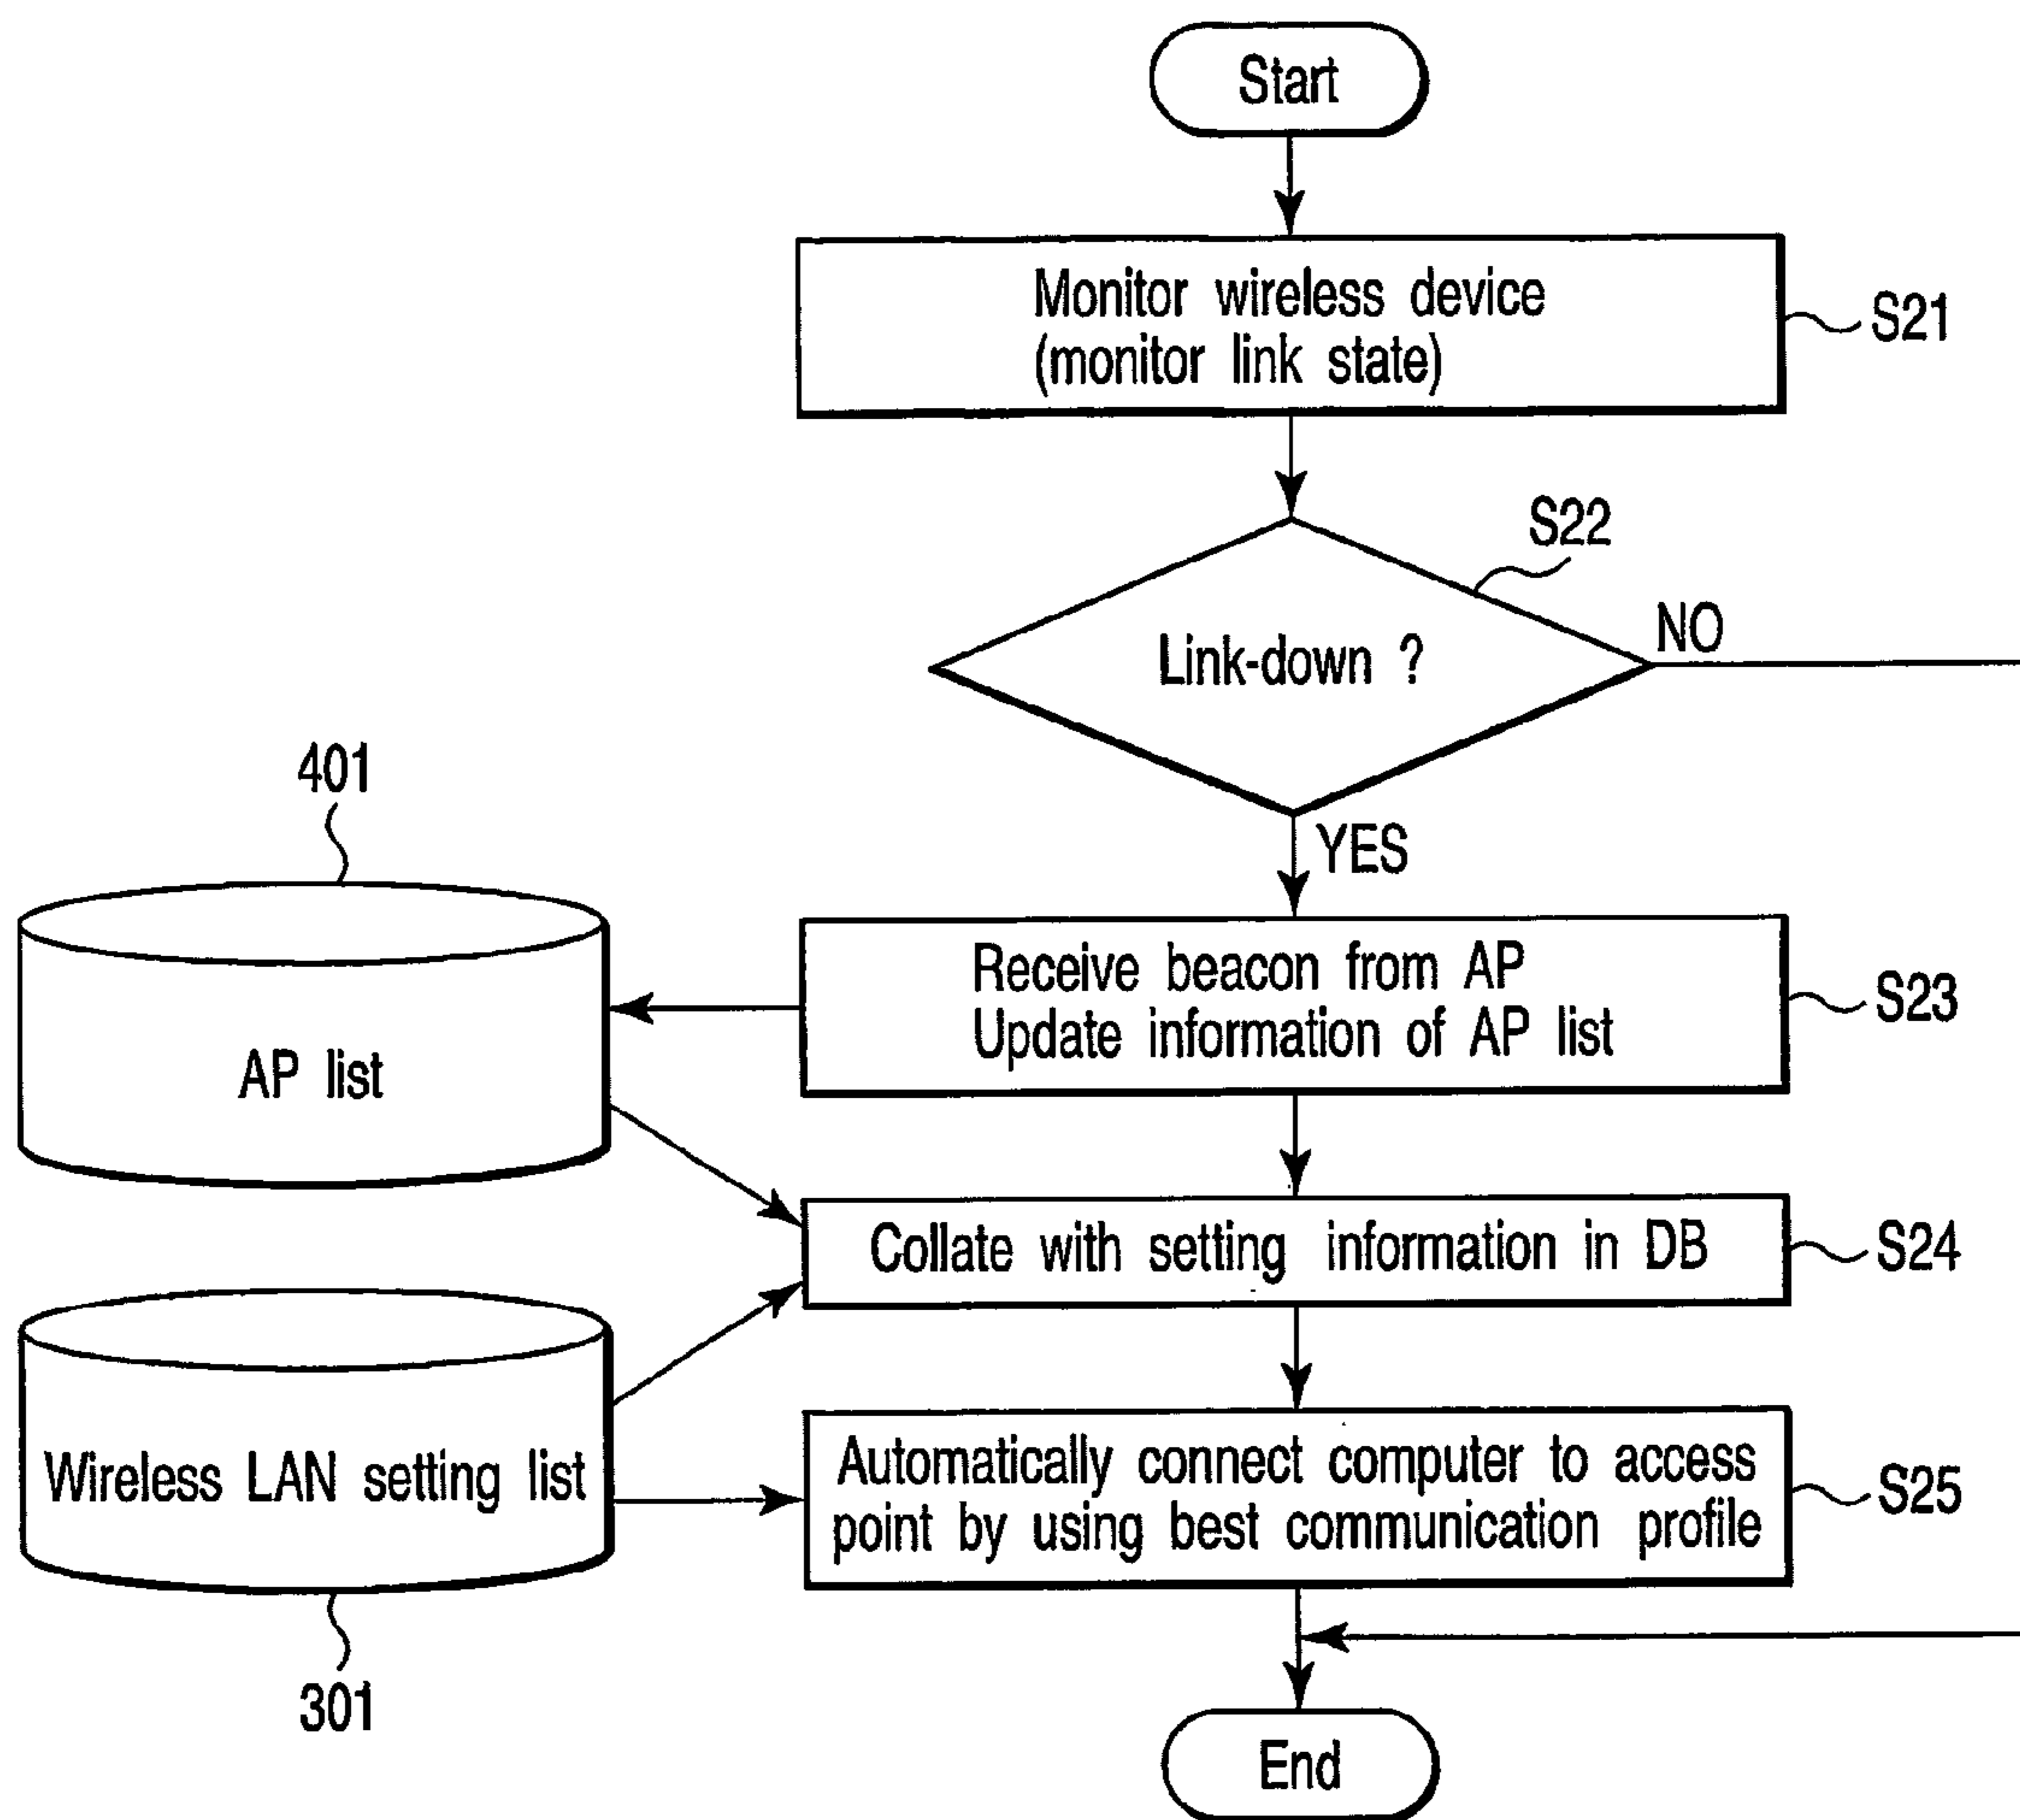 Start
Monitor wireless device
(monitor link state)
S21
S22
Link-down ?
NO
YES
401
AP list
Receive beacon from AP
Update information of AP list
S23
Collate with setting information in DB
S24
Wireless LAN setting list
301
Automatically connect computer to access
point by using best communication profile
S25
End